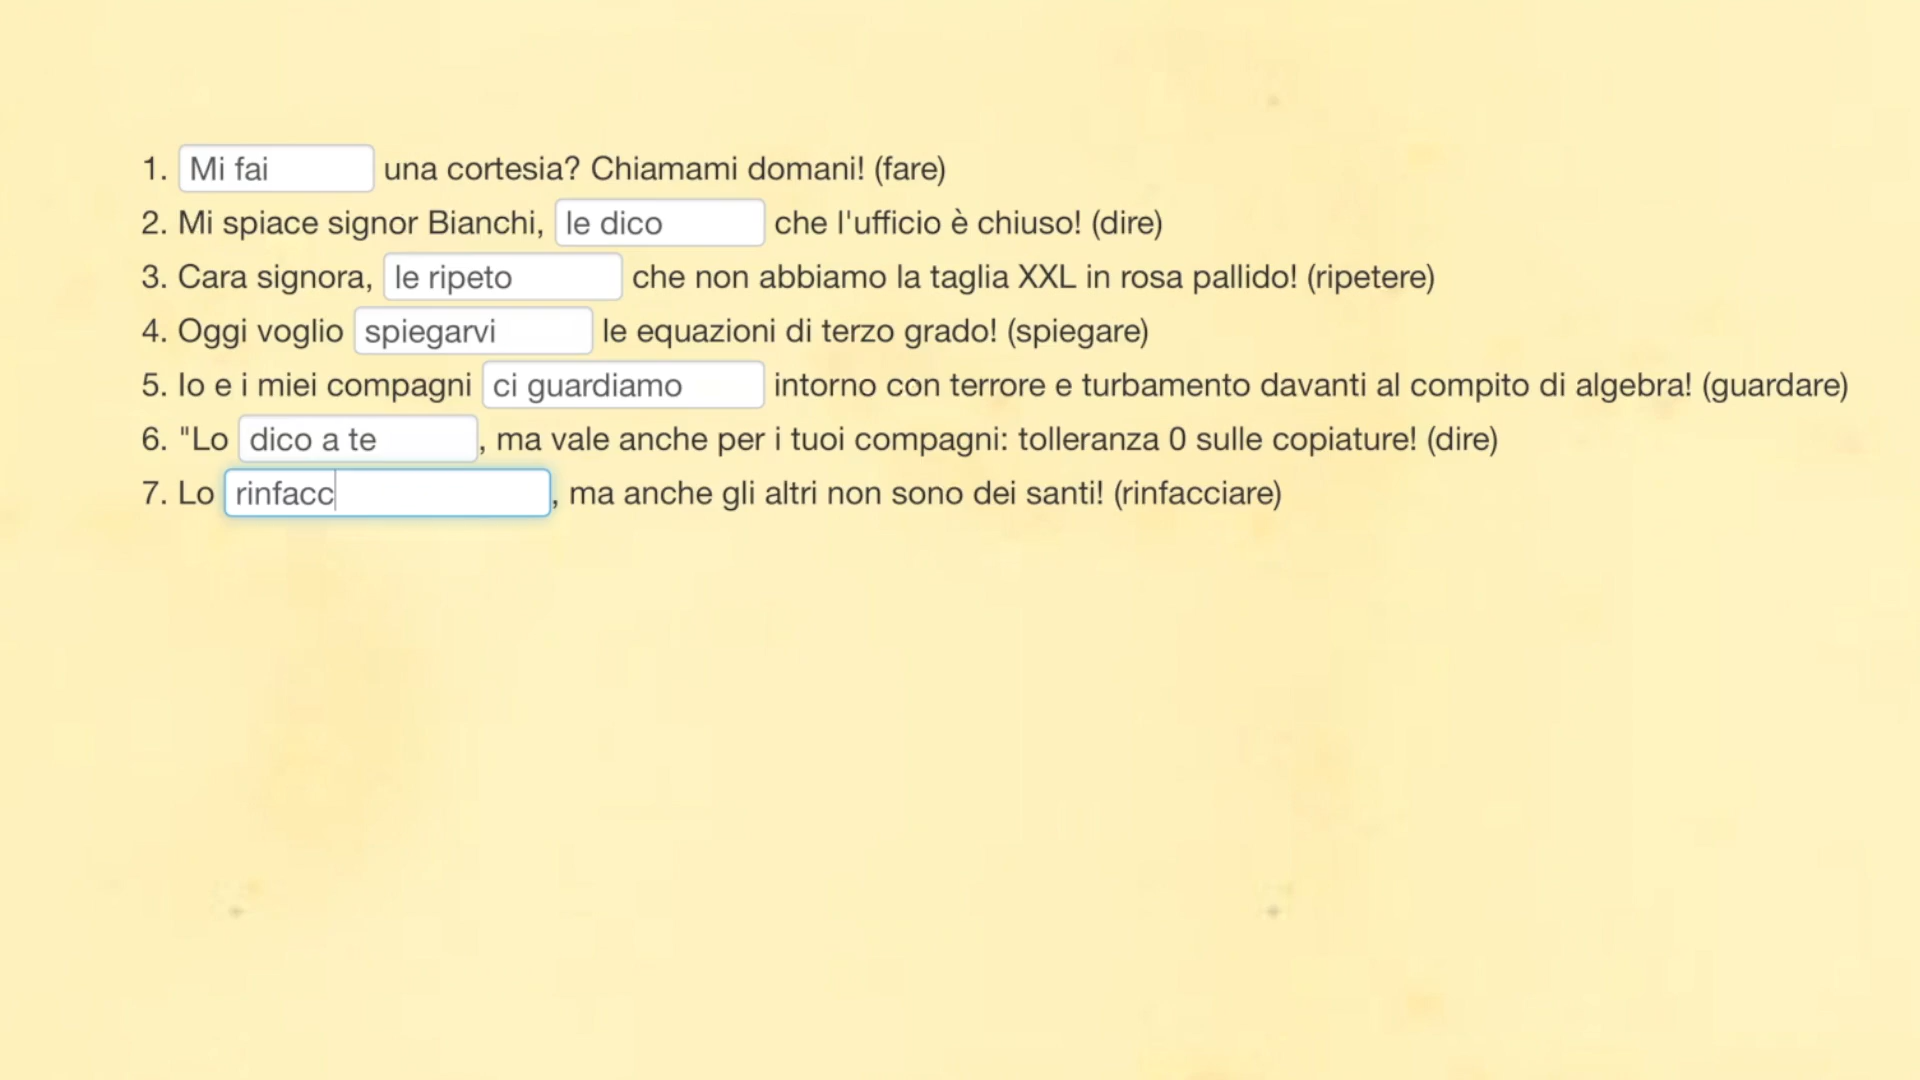 1. Mi fai una cortesia? Chiamami domani! (fare)
2. Mi spiace signor Bianchi, le dico che l'ufficio è chiuso! (dire)
3. Cara signora, le ripeto che non abbiamo la taglia XXL in rosa pallido! (ripetere)
4. Oggi voglio spiegarvi le equazioni di terzo grado! (spiegare)
5. Io e i miei compagni ci guardiamo intorno con terrore e turbamento davanti al compito di algebra! (guardare)
6. "Lo dico a te, ma vale anche per i tuoi compagni: tolleranza 0 sulle copiature! (dire)
7. Lo rinfacc, ma anche gli altri non sono dei santi! (rinfacciare)